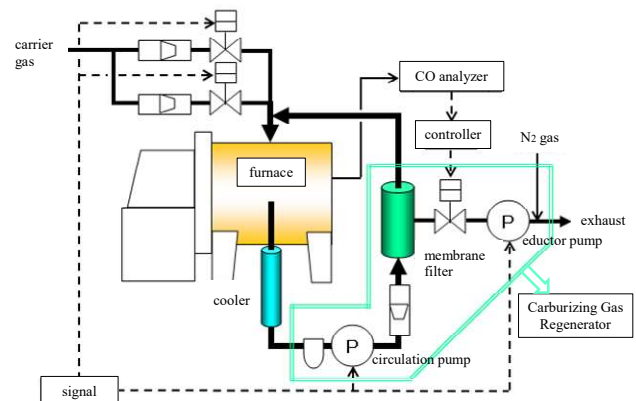 carrier
gas
CO analyzer
controller
N2 gas
furnace
P
exhaust
eductor pump
membrane
filter
cooler
Carburizing Gas
Regenerator
P
circulation pump
signal